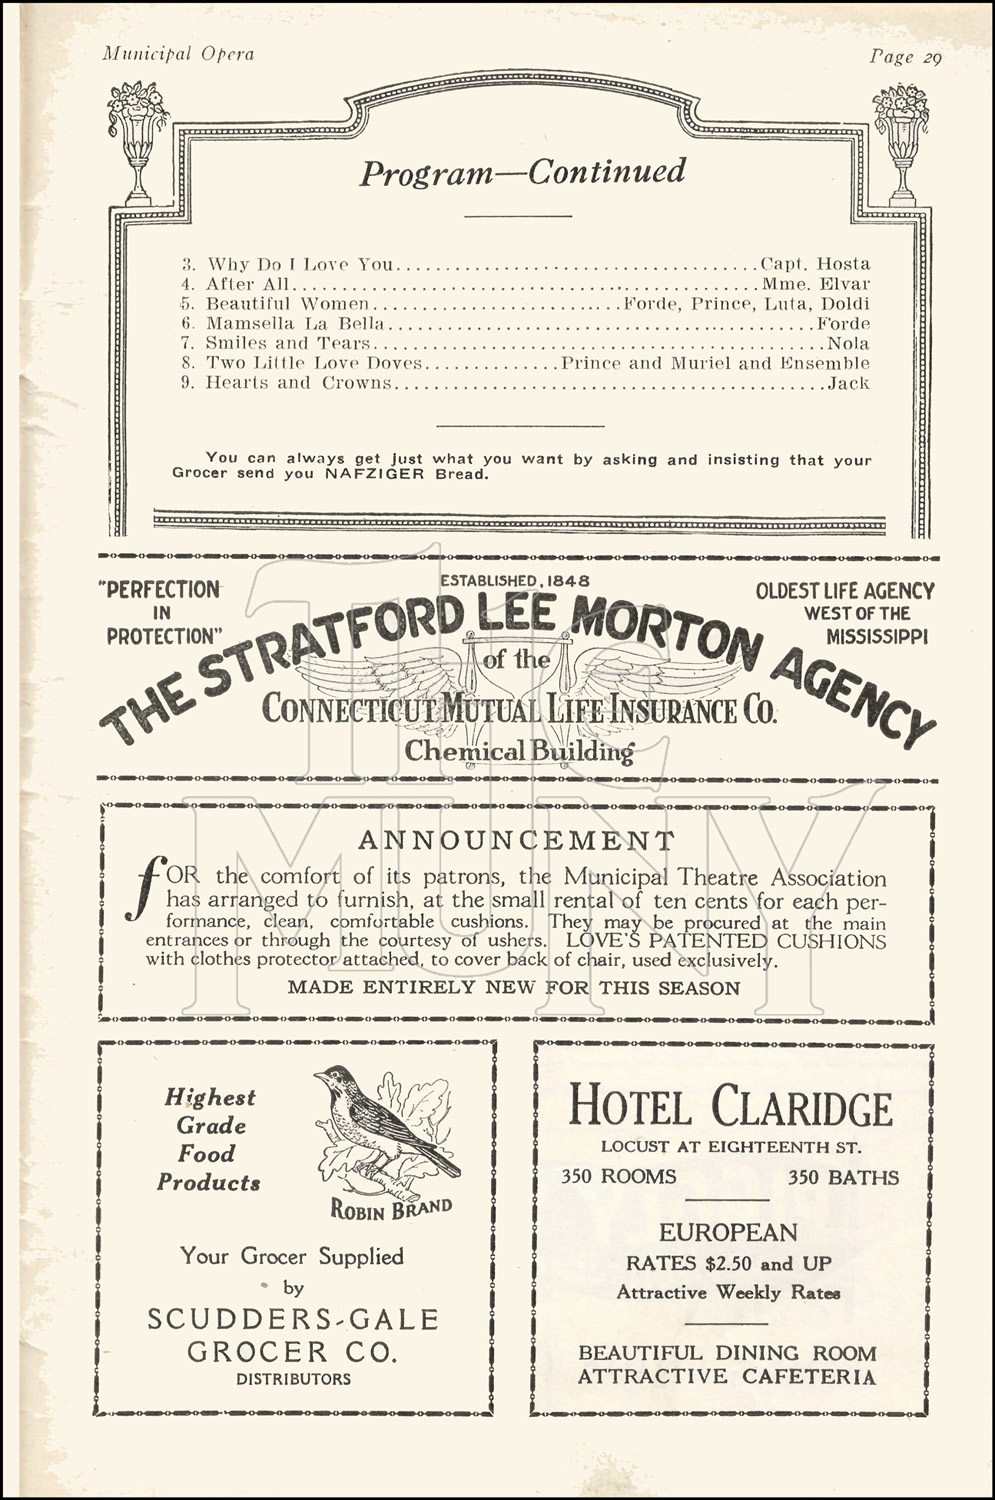 Municipal Opera
Page 29
Program—Continued
3. Why Do I Love You....................................Capt. Hosta
4. After All................................................Mme. Elvar
5. Beautiful Women.........................Forde, Prince, Luta, Doldi
6. Mamsella La Bella...........................................Forde
7. Smiles and Tears..............................................Nola
8. Two Little Love Doves..............Prince and Muriel and Ensemble
9. Hearts and Crowns............................................Jack
You can always get just what you want by asking and insisting that your
Grocer send you NAFZIGER Bread.
"PERFECTION
IN
PROTECTION"
ESTABLISHED, 1848
OLDEST LIFE AGENCY
WEST OF THE
MISSISSIPPI
THE STRATFORD LEE MORTON AGENCY
of the
CONNECTICUT MUTUAL LIFE INSURANCE CO.
Chemical Building
THE
MUNY
ANNOUNCEMENT
FOR the comfort of its patrons, the Municipal Theatre Association
has arranged to furnish, at the small rental of ten cents for each per-
formance, clean, comfortable cushions. They may be procured at the main
entrances or through the courtesy of ushers. LOVE'S PATENTED CUSHIONS
with clothes protector attached, to cover back of chair, used exclusively.
MADE ENTIRELY NEW FOR THIS SEASON
Highest
Grade
Food
Products
ROBIN BRAND
Your Grocer Supplied
by
SCUDDERS-GALE
GROCER CO.
DISTRIBUTORS
HOTEL CLARIDGE
LOCUST AT EIGHTEENTH ST.
350 ROOMS 350 BATHS
EUROPEAN
RATES $2.50 and UP
Attractive Weekly Rates
BEAUTIFUL DINING ROOM
ATTRACTIVE CAFETERIA